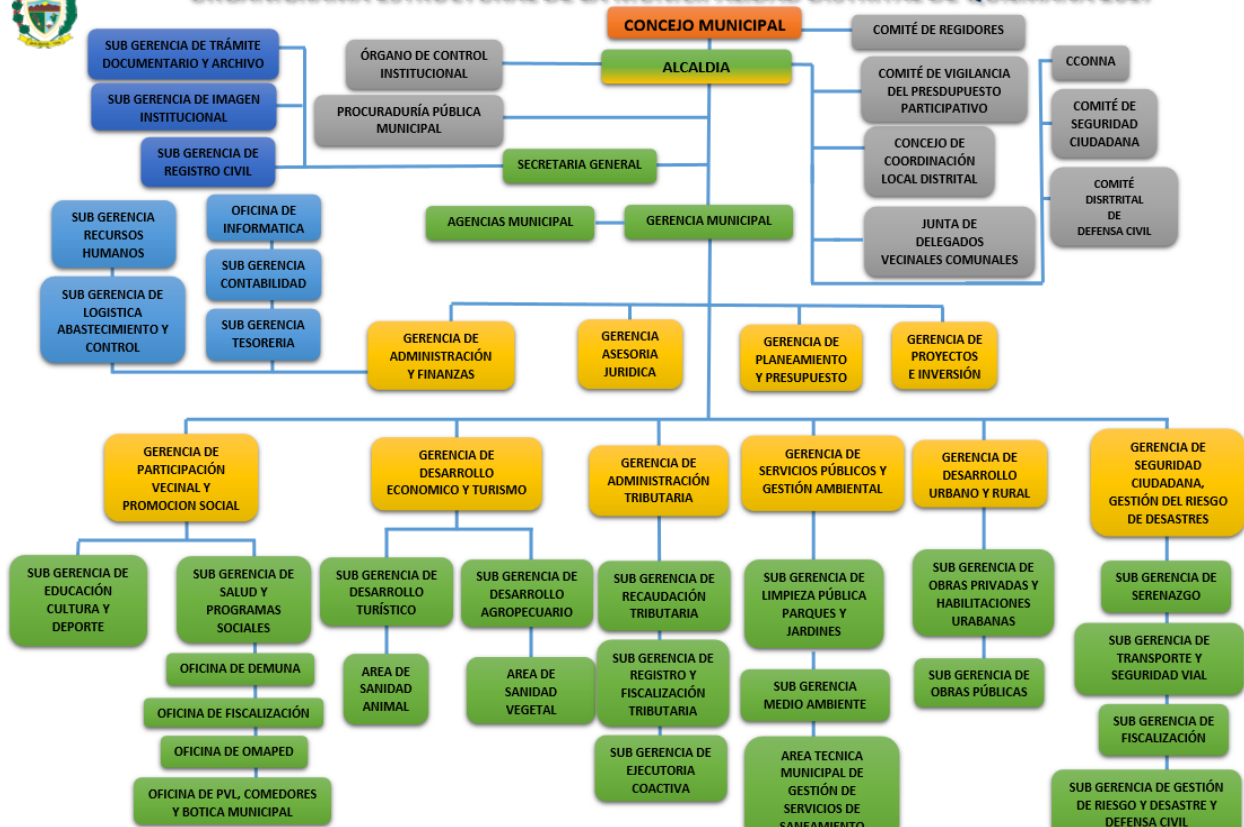 CONCEJO MUNICIPAL
COMITÉ DE REGIDORES
SUB GERENCIA DE TRÁMITE
DOCUMENTARIO Y ARCHIVO
ÓRGANO DE CONTROL
INSTITUCIONAL
ALCALDIA
COMITÉ DE VIGILANCIA
DEL PRESDUPUESTO
PARTICIPATIVO
CCONNA
SUB GERENCIA DE IMAGEN
INSTITUCIONAL
PROCURADURÍA PÚBLICA
MUNICIPAL
COMITÉ DE
SEGURIDAD
CIUDADANA
SUB GERENCIA DE
REGISTRO CIVIL
SECRETARIA GENERAL
CONCEJO DE
COORDINACIÓN
LOCAL DISTRITAL
COMITÉ
DISRTRITAL
DE
DEFENSA CIVIL
SUB GERENCIA
RECURSOS
HUMANOS
OFICINA DE
INFORMATICA
AGENCIAS MUNICIPAL
GERENCIA MUNICIPAL
JUNTA DE
DELEGADOS
VECINALES COMUNALES
SUB GERENCIA
CONTABILIDAD
SUB GERENCIA DE
LOGISTICA
ABASTECIMIENTO Y
CONTROL
SUB GERENCIA
TESORERIA
GERENCIA DE
ADMINISTRACIÓN
Y FINANZAS
GERENCIA
ASESORIA
JURIDICA
GERENCIA DE
PLANEAMIENTO
Y PRESUPUESTO
GERENCIA DE
PROYECTOS
E INVERSIÓN
GERENCIA DE
PARTICIPACIÓN
VECINAL Y
PROMOCION SOCIAL
GERENCIA DE
DESARROLLO
ECONOMICO Y TURISMO
GERENCIA DE
ADMINISTRACIÓN
TRIBUTARIA
GERENCIA DE
SERVICIOS PÚBLICOS Y
GESTIÓN AMBIENTAL
GERENCIA DE
DESARROLLO
URBANO Y RURAL
GERENCIA DE
SEGURIDAD
CIUDADANA,
GESTIÓN DEL RIESGO
DE DESASTRES
SUB GERENCIA DE
EDUCACIÓN
CULTURA Y
DEPORTE
SUB GERENCIA DE
SALUD Y
PROGRAMAS
SOCIALES
SUB GERENCIA DE
DESARROLLO
TURÍSTICO
SUB GERENCIA DE
DESARROLLO
AGROPECUARIO
SUB GERENCIA DE
RECAUDACIÓN
TRIBUTARIA
SUB GERENCIA DE
LIMPIEZA PÚBLICA
PARQUES Y
JARDINES
SUB GERENCIA DE
OBRAS PRIVADAS Y
HABILITACIONES
URABANAS
SUB GERENCIA DE
SERENAZGO
OFICINA DE DEMUNA
AREA DE
SANIDAD
ANIMAL
AREA DE
SANIDAD
VEGETAL
SUB GERENCIA DE
REGISTRO Y
FISCALIZACIÓN
TRIBUTARIA
SUB GERENCIA
MEDIO AMBIENTE
SUB GERENCIA DE
OBRAS PÚBLICAS
SUB GERENCIA DE
TRANSPORTE Y
SEGURIDAD VIAL
OFICINA DE FISCALIZACIÓN
SUB GERENCIA DE
FISCALIZACIÓN
OFICINA DE OMAPED
SUB GERENCIA DE
EJECUTORIA
COACTIVA
AREA TECNICA
MUNICIPAL DE
GESTIÓN DE
SERVICIOS DE
SANEAMIENTO
OFICINA DE PVL, COMEDORES
Y BOTICA MUNICIPAL
SUB GERENCIA DE GESTIÓN
DE RIESGO Y DESASTRE Y
DEFENSA CIVIL